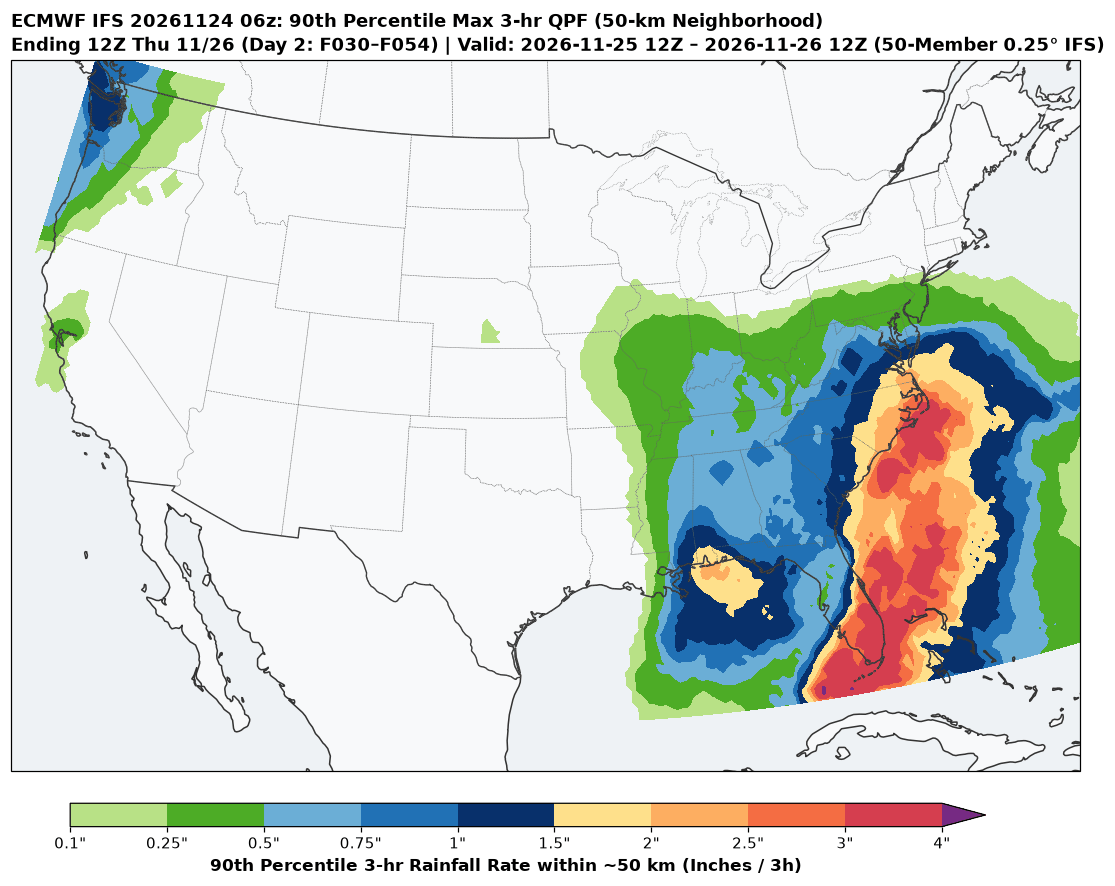 ECMWF IFS 20261124 06z: 90th Percentile Max 3-hr QPF (50-km Neighborhood)
Ending 12Z Thu 11/26 (Day 2: F030–F054) | Valid: 2026-11-25 12Z – 2026-11-26 12Z (50-Member 0.25° IFS)
0.1" 0.25" 0.5" 0.75" 1" 1.5" 2" 2.5" 3" 4"
90th Percentile 3-hr Rainfall Rate within ~50 km (Inches / 3h)